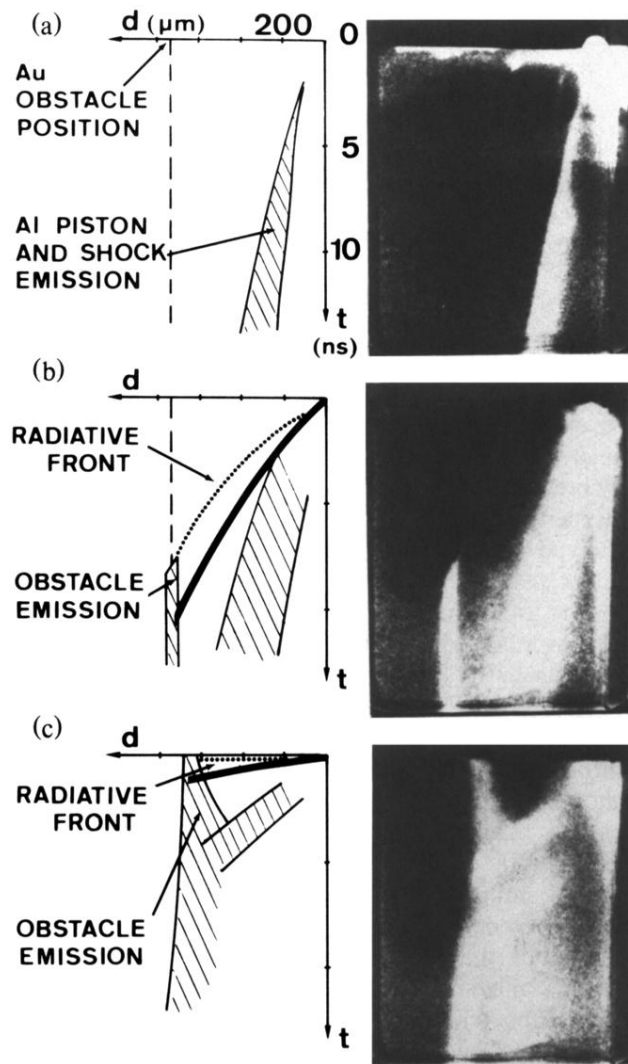 (a)
d (μm) 200 0
Au
OBSTACLE
POSITION
5
Al PISTON
AND SHOCK
EMISSION
10
t
(ns)
(b)
d
RADIATIVE
FRONT
OBSTACLE
EMISSION
t
(c)
d
RADIATIVE
FRONT
OBSTACLE
EMISSION
t